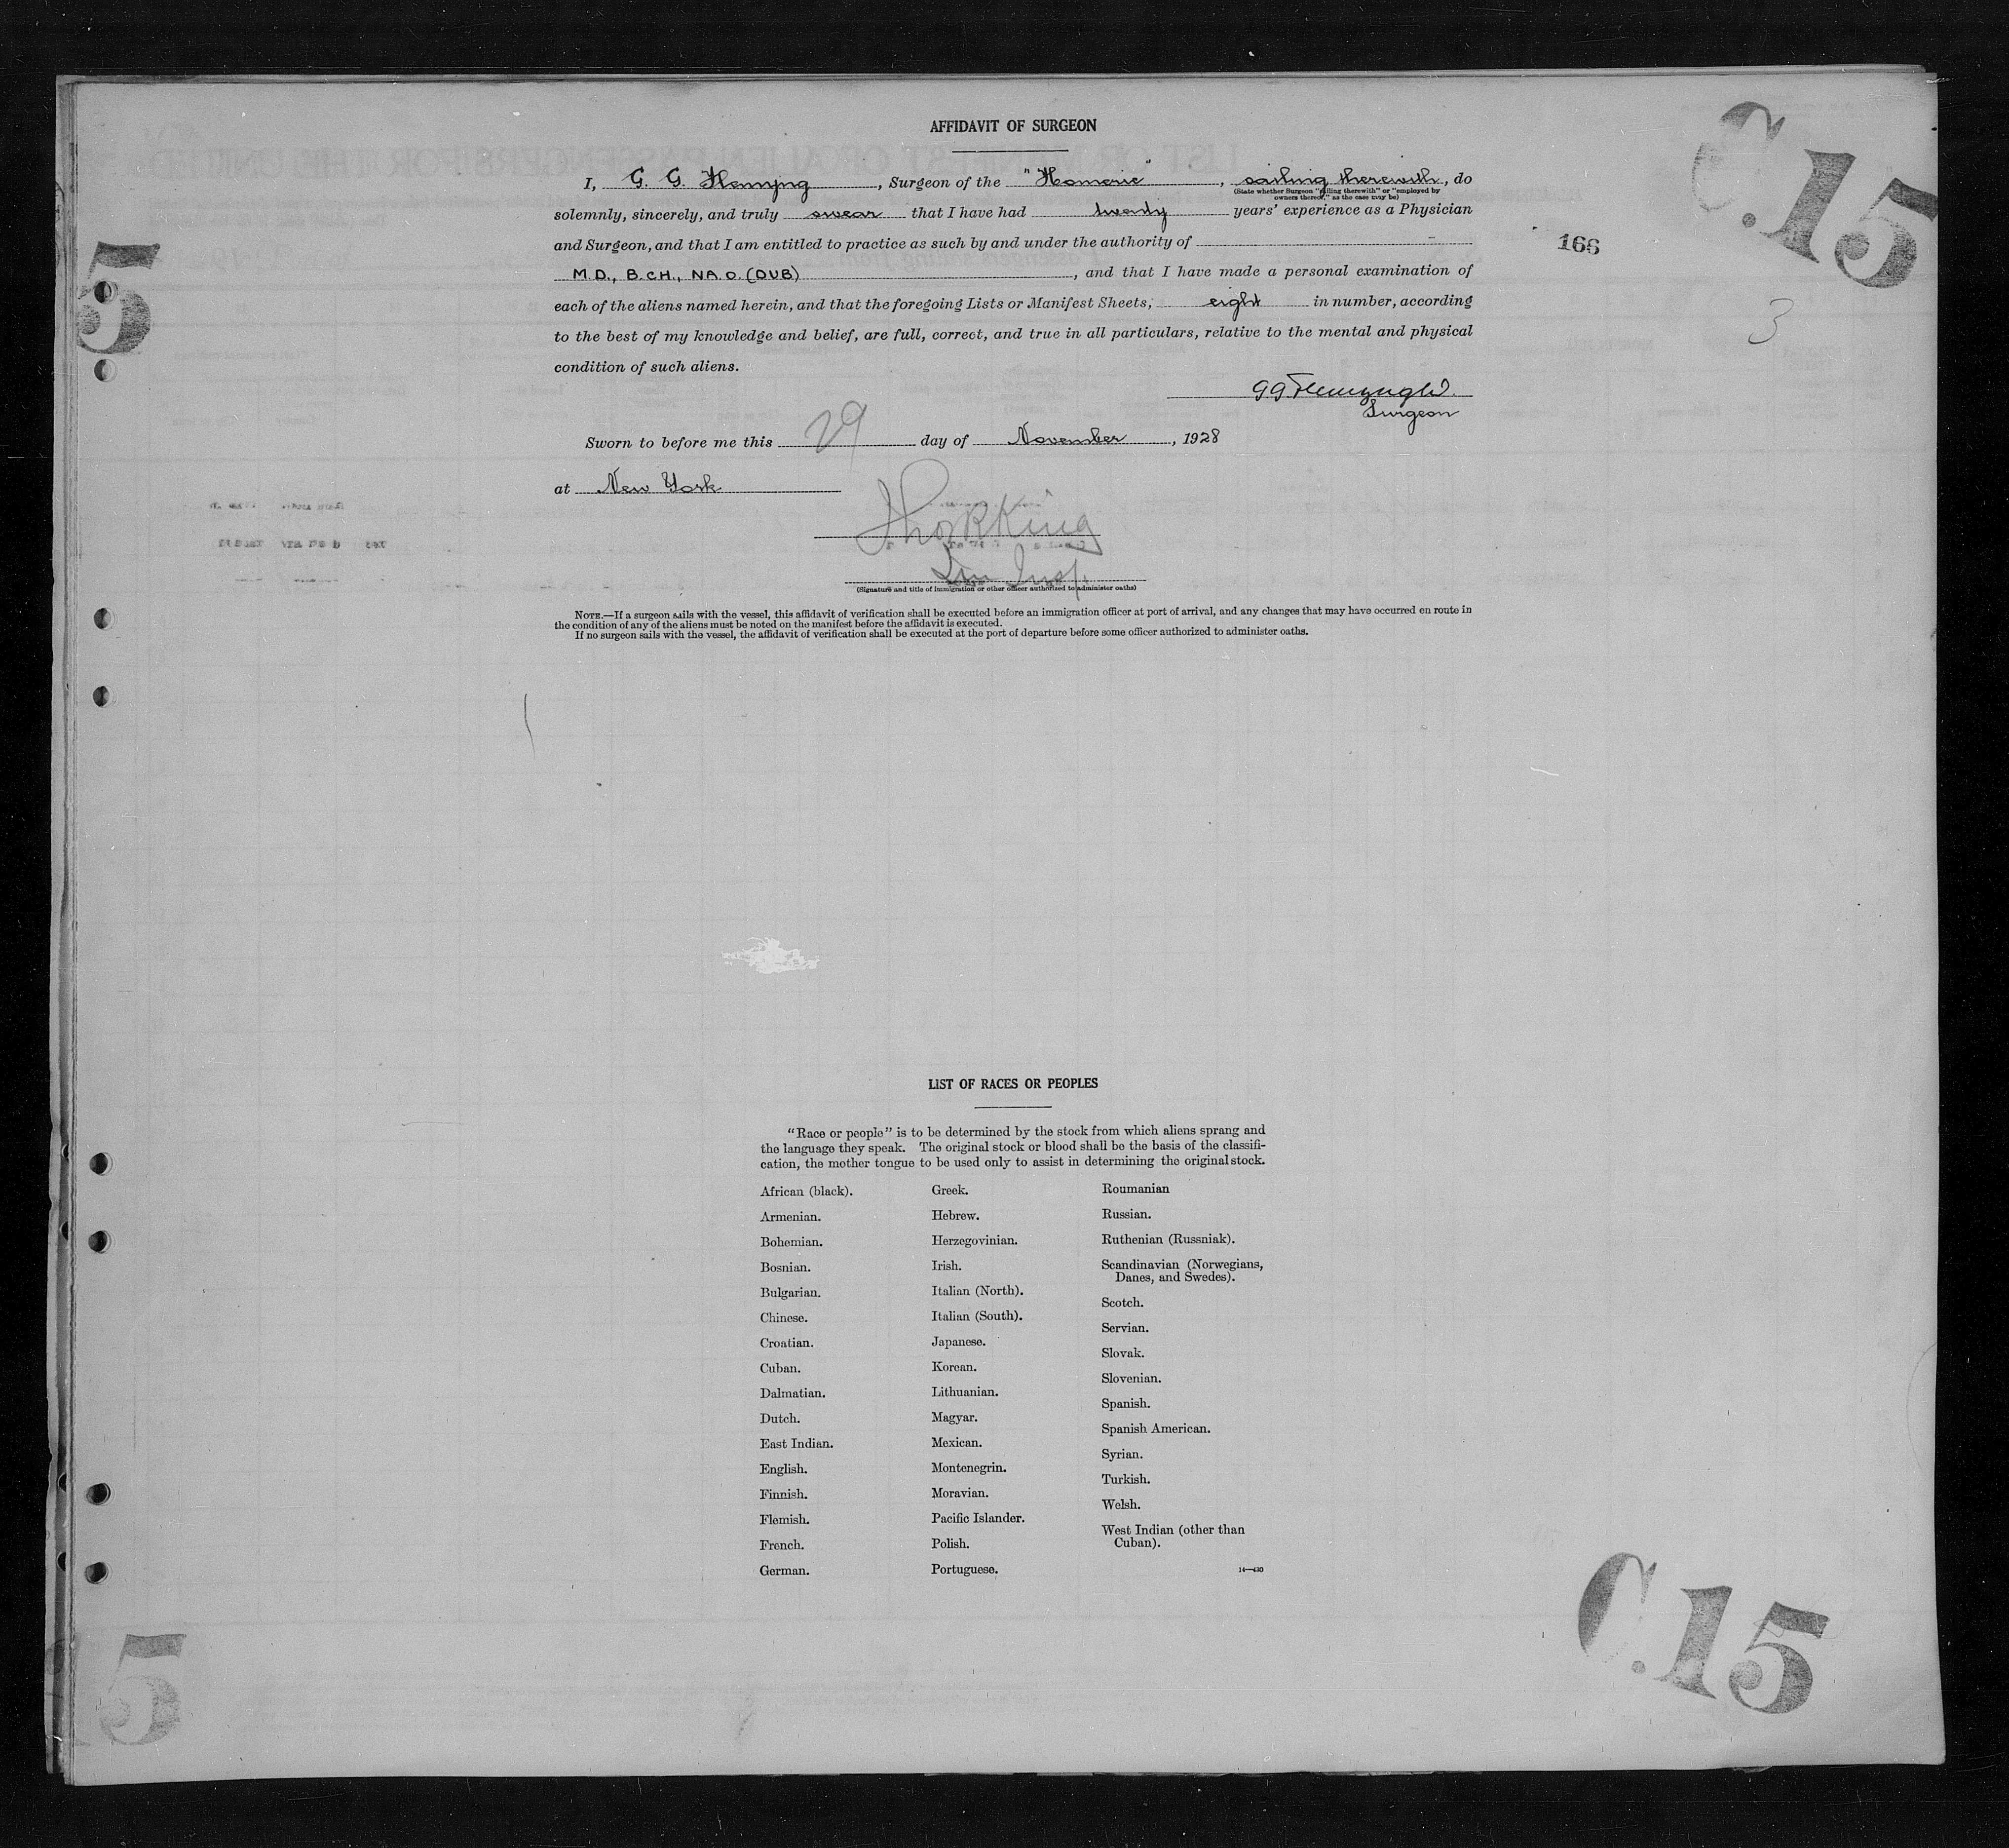 AFFIDAVIT OF SURGEON
C.15
I, G. G. Flemyng, Surgeon of the "Homeric", sailing therewith, do
(State whether Surgeon "sailing therewith" or "employed by
owners thereof," as the case may be)
solemnly, sincerely, and truly swear that I have had twenty years' experience as a Physician
and Surgeon, and that I am entitled to practice as such by and under the authority of
166
5
M.D., B.CH., NA.O. (DUB), and that I have made a personal examination of
each of the aliens named herein, and that the foregoing Lists or Manifest Sheets, eight in number, according
3
to the best of my knowledge and belief, are full, correct, and true in all particulars, relative to the mental and physical
condition of such aliens.
Surgeon
Sworn to before me this 29 day of November, 1928
at New York
Thos R King
Imm Insp.
(Signature and title of immigration or other officer authorized to administer oaths)
NOTE.—If a surgeon sails with the vessel, this affidavit of verification shall be executed before an immigration officer at port of arrival, and any changes that may have occurred en route in
the condition of any of the aliens must be noted on the manifest before the affidavit is executed.
If no surgeon sails with the vessel, the affidavit of verification shall be executed at the port of departure before some officer authorized to administer oaths.
LIST OF RACES OR PEOPLES
"Race or people" is to be determined by the stock from which aliens sprang and
the language they speak. The original stock or blood shall be the basis of the classifi-
cation, the mother tongue to be used only to assist in determining the original stock.
African (black).
Armenian.
Bohemian.
Bosnian.
Bulgarian.
Chinese.
Croatian.
Cuban.
Dalmatian.
Dutch.
East Indian.
English.
Finnish.
Flemish.
French.
German.
Greek.
Hebrew.
Herzegovinian.
Irish.
Italian (North).
Italian (South).
Japanese.
Korean.
Lithuanian.
Magyar.
Mexican.
Montenegrin.
Moravian.
Pacific Islander.
Polish.
Portuguese.
Roumanian
Russian.
Ruthenian (Russniak).
Scandinavian (Norwegians,
Danes, and Swedes).
Scotch.
Servian.
Slovak.
Slovenian.
Spanish.
Spanish American.
Syrian.
Turkish.
Welsh.
West Indian (other than
Cuban).
14—430
C.15
5